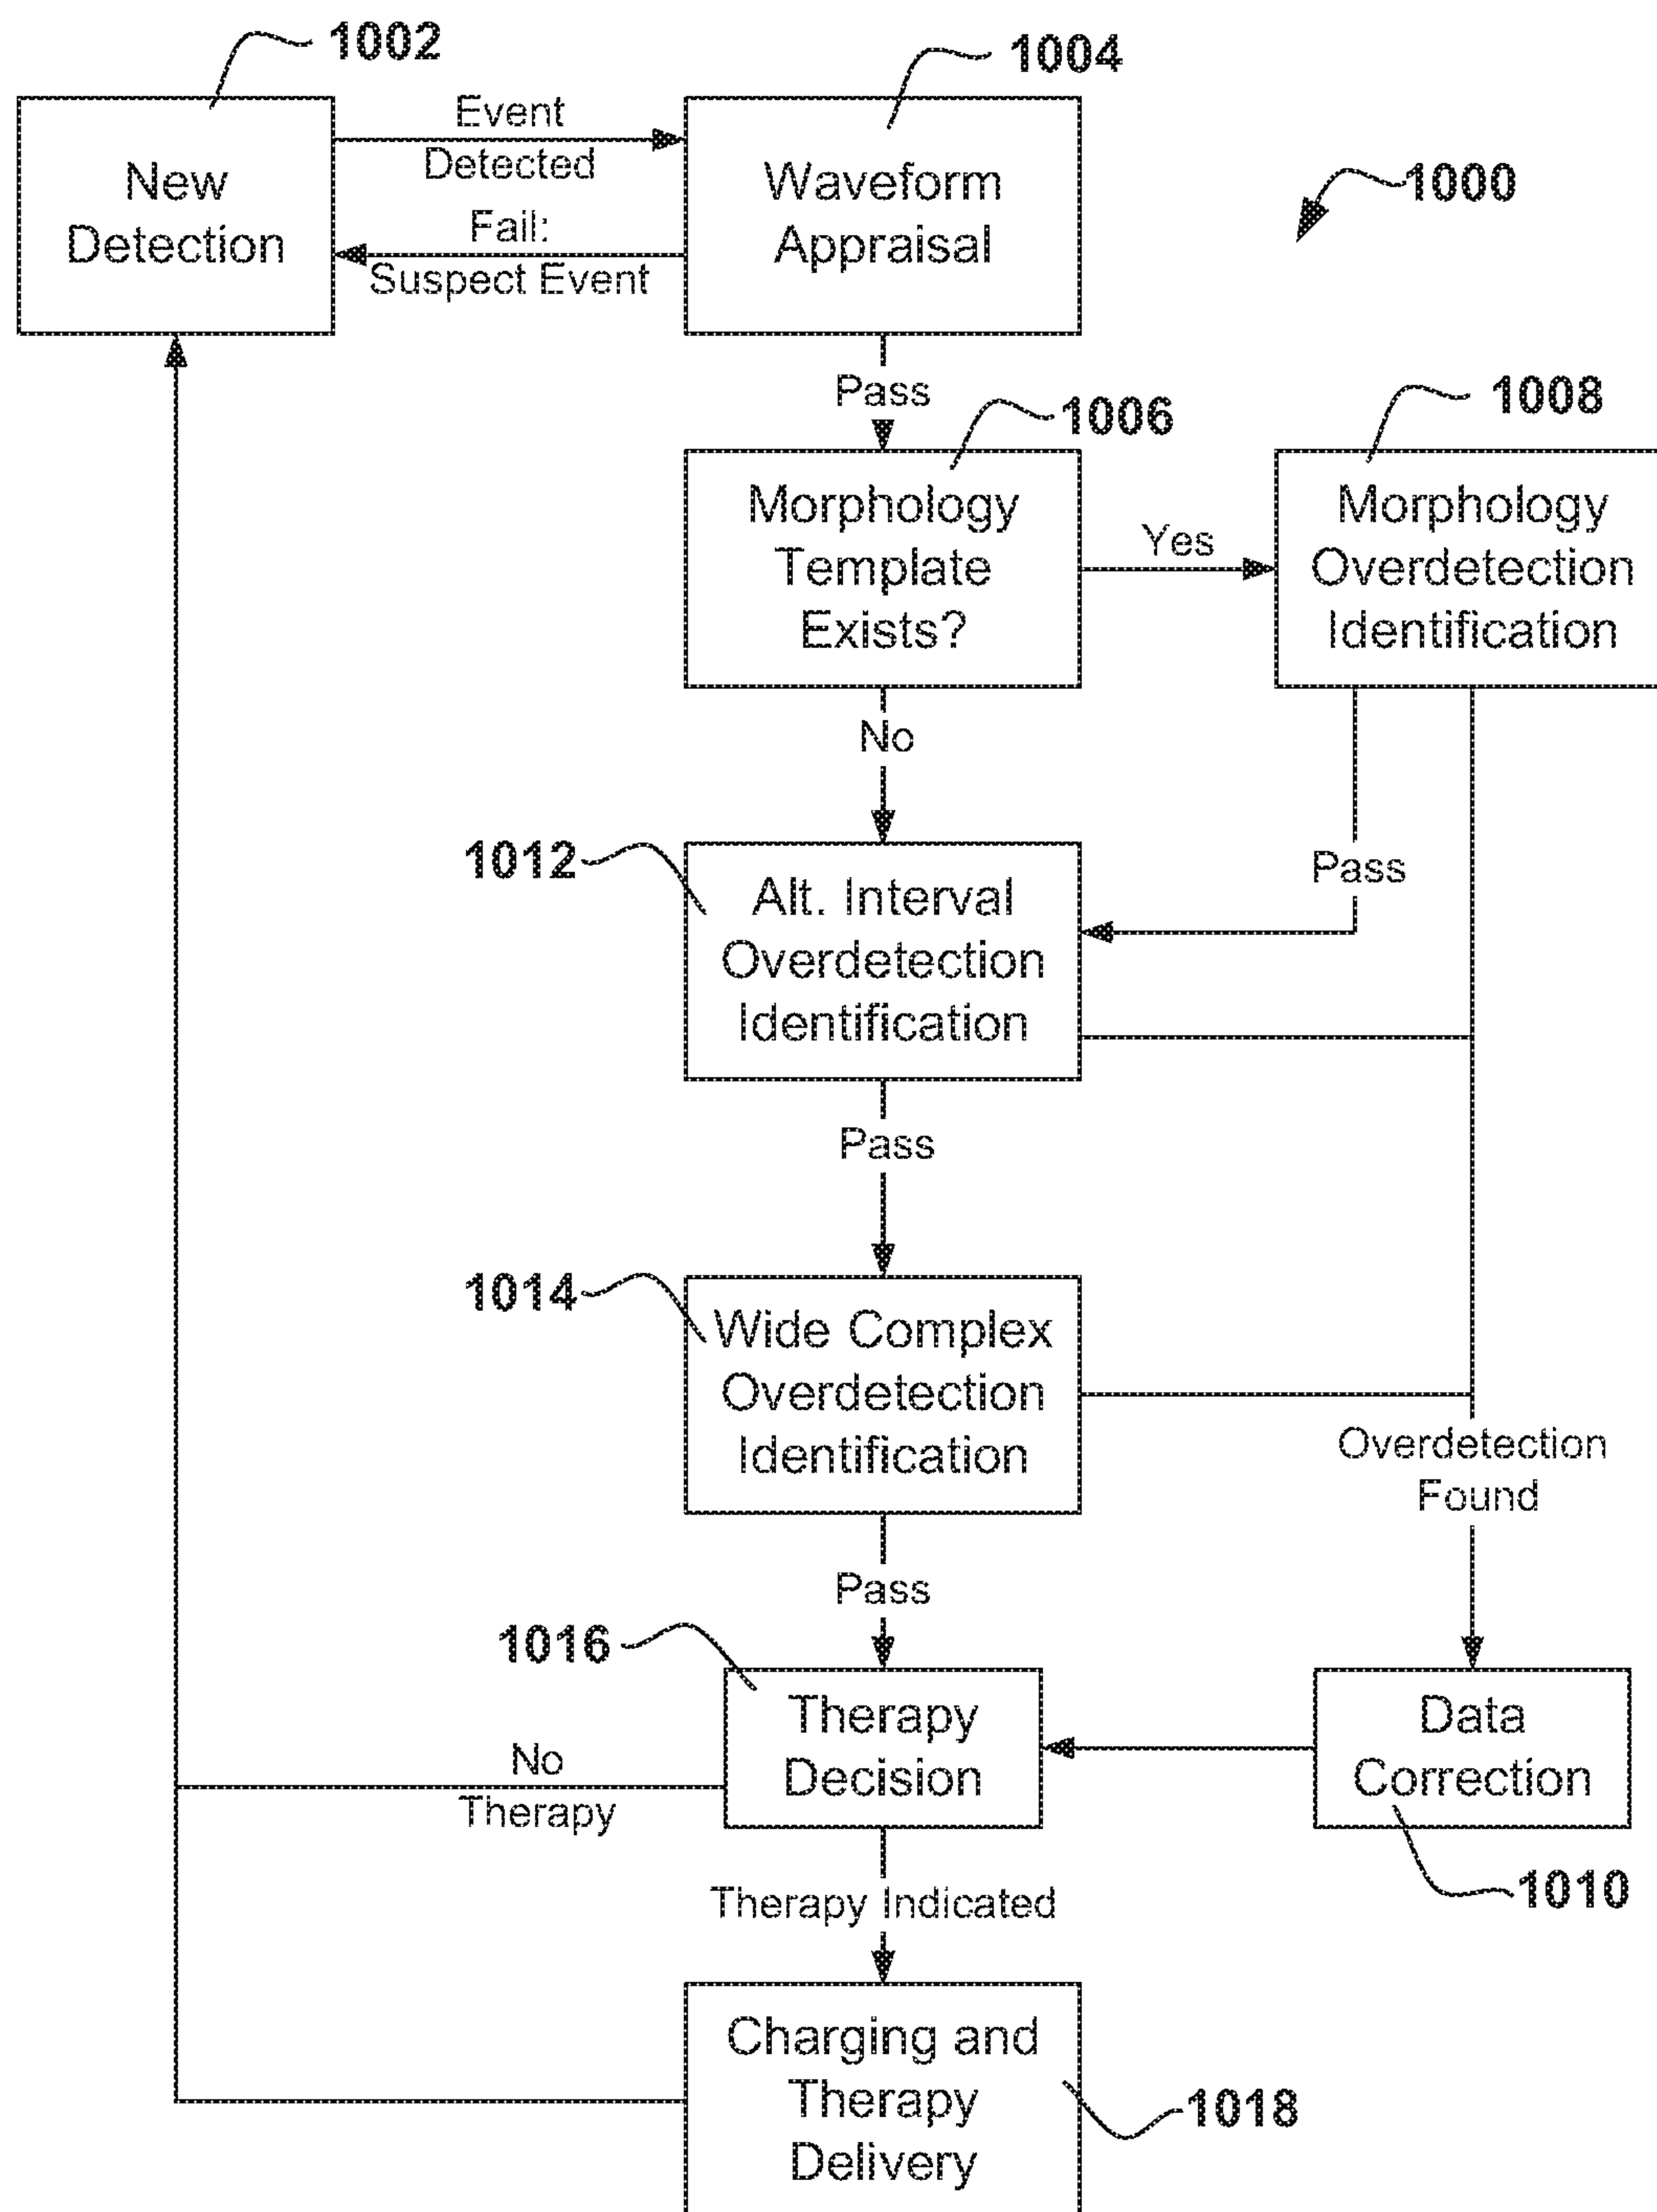 1002
1004
Event
Detected
New
Detection
Waveform
Appraisal
1000
Fail:
Suspect Event
Pass
1006
1008
Morphology
Template
Exists?
Yes
Morphology
Overdetection
Identification
No
Pass
1012
Alt. Interval
Overdetection
Identification
Pass
1014
Wide Complex
Overdetection
Identification
Overdetection
Found
Pass
1016
Therapy
Decision
Data
Correction
No
Therapy
1010
Therapy Indicated
Charging and
Therapy
Delivery
1018